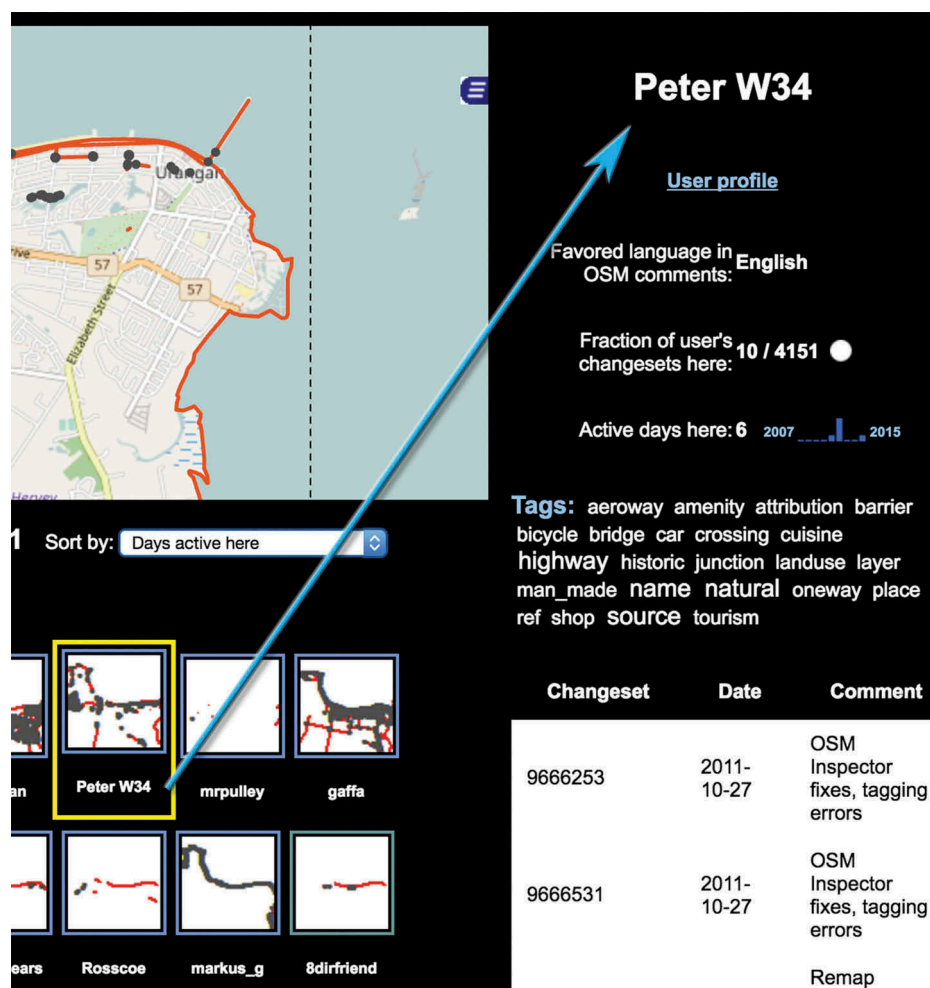 Urangan
57
57
Elizabeth Street
Hervey
Peter W34
User profile
Favored language in
OSM comments: English
Fraction of user's
changesets here: 10 / 4151
Active days here: 6 2007 2015
Tags: aeroway amenity attribution barrier
bicycle bridge car crossing cuisine
highway historic junction landuse layer
man_made name natural oneway place
ref shop source tourism
1 Sort by: Days active here
an Peter W34 mrpulley gaffa
ears Rosscoe markus_g 8dirfriend
Changeset Date Comment
9666253
2011-
10-27
OSM
Inspector
fixes, tagging
errors
9666531
2011-
10-27
OSM
Inspector
fixes, tagging
errors
Remap